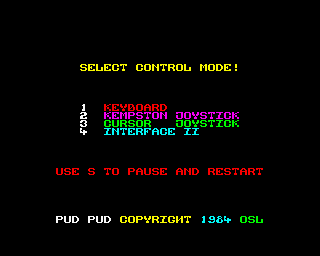 SELECT CONTROL MODE!
1 KEYBOARD
2 KEMPSTON JOYSTICK
3 CURSOR JOYSTICK
4 INTERFACE II
USE S TO PAUSE AND RESTART
PUD PUD COPYRIGHT 1984 OSL